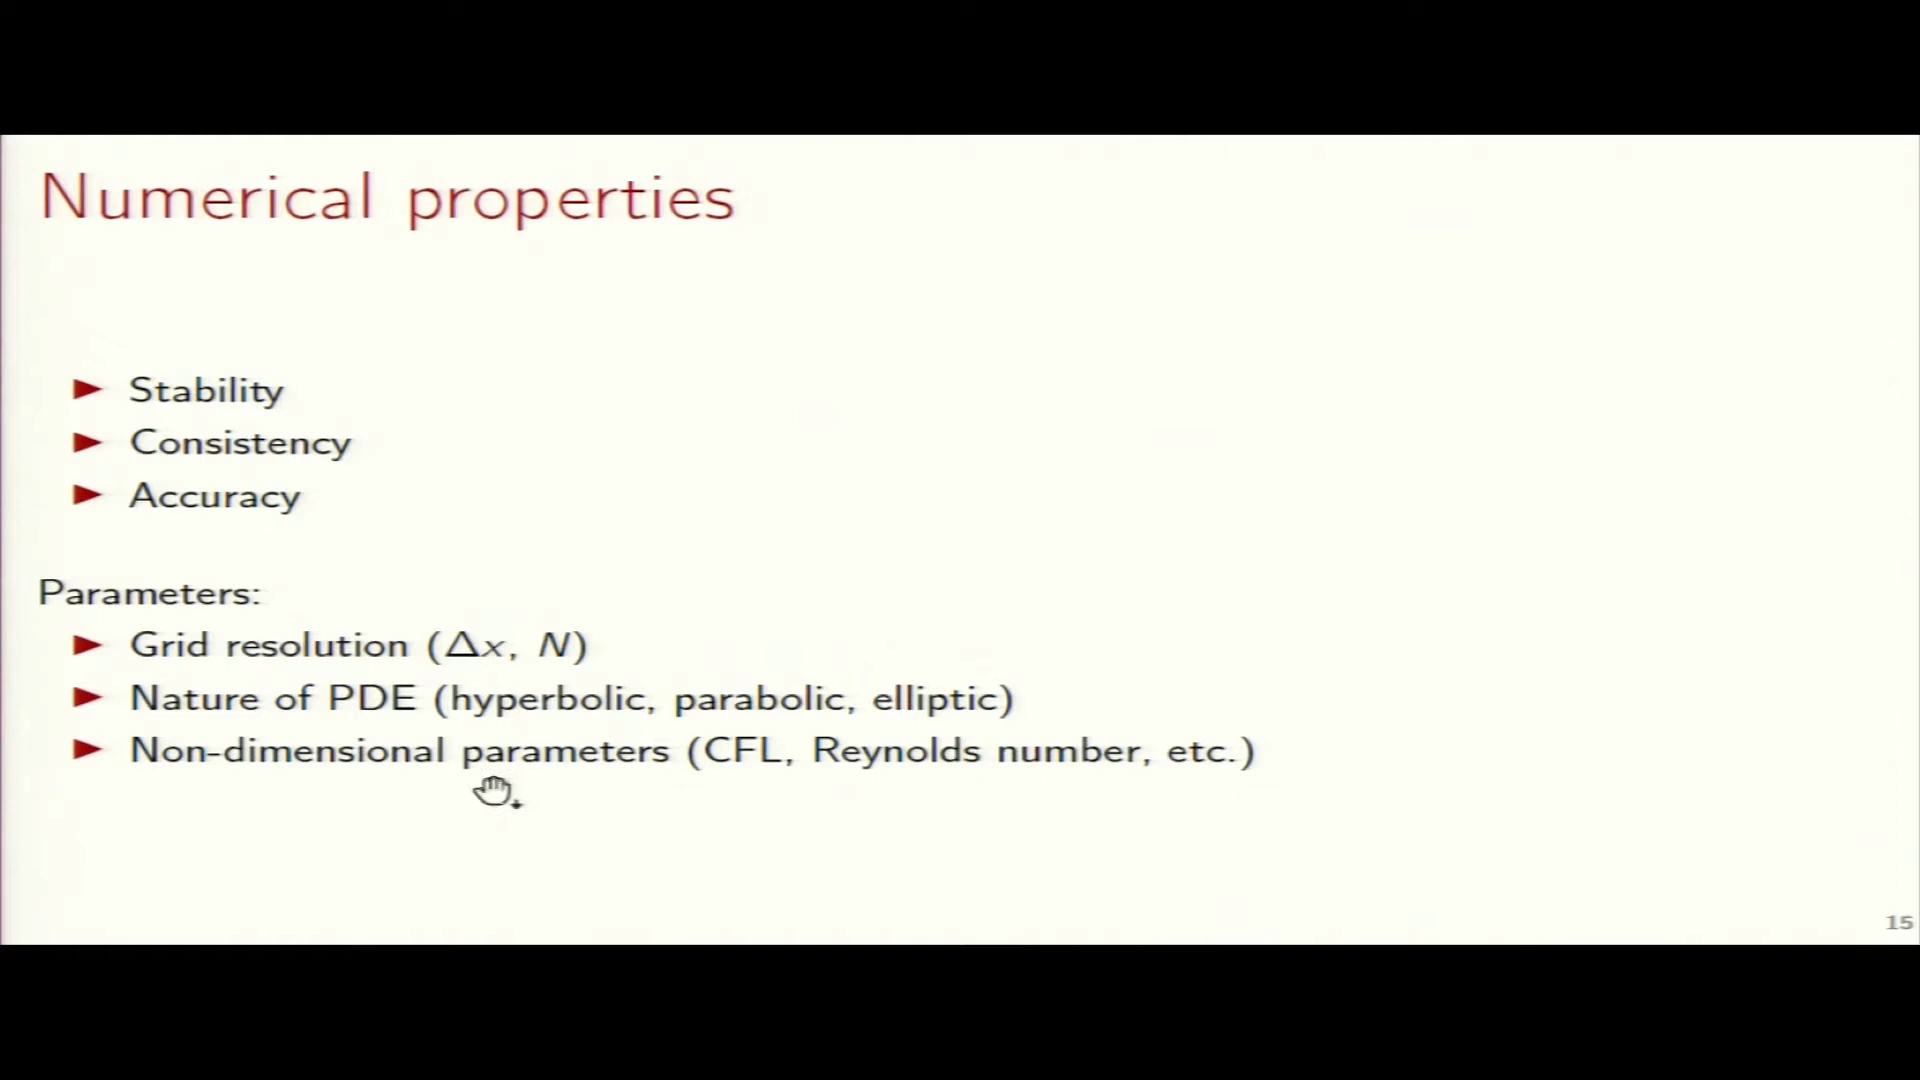 Numerical properties
► Stability
► Consistency
► Accuracy
Parameters:
► Grid resolution (Δx, N)
► Nature of PDE (hyperbolic, parabolic, elliptic)
► Non-dimensional parameters (CFL, Reynolds number, etc.)
15